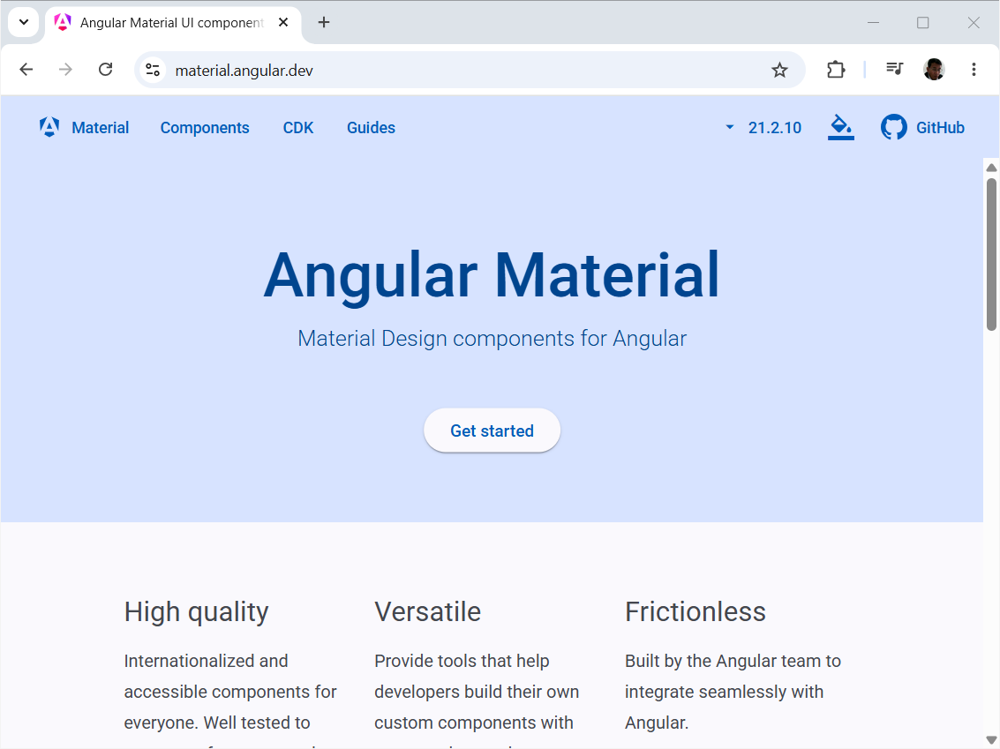 Angular Material UI component
material.angular.dev
Material Components CDK Guides 21.2.10 GitHub
Angular Material
Material Design components for Angular
Get started
High quality
Internationalized and
accessible components for
everyone. Well tested to
Versatile
Provide tools that help
developers build their own
custom components with
Frictionless
Built by the Angular team to
integrate seamlessly with
Angular.